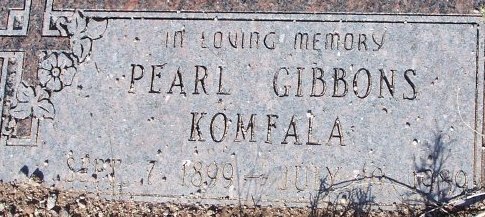 IN LOVING MEMORY
PEARL GIBBONS
KOMFALA
SEPT. 7. 1899 — JULY